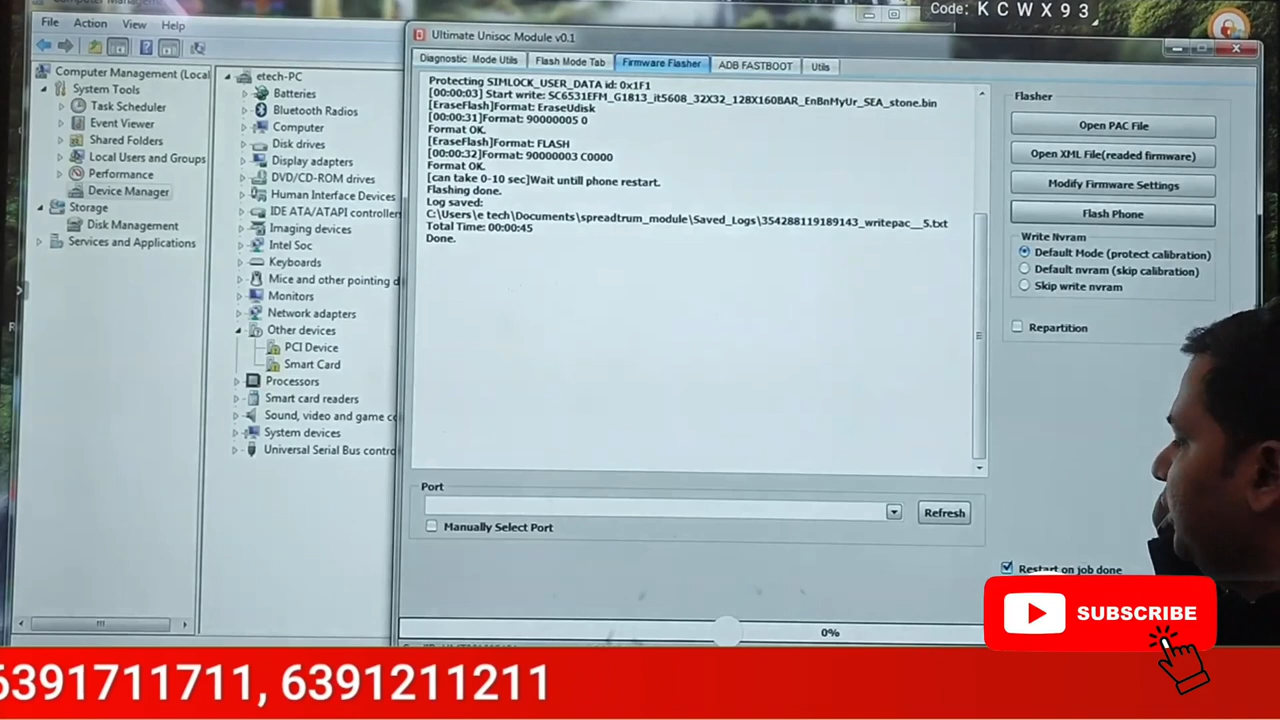 Code: K C W X 9 3
File Action View Help
Computer Management (Local
System Tools
Task Scheduler
Event Viewer
Shared Folders
Local Users and Groups
Performance
Device Manager
Storage
Disk Management
Services and Applications
etech-PC
Batteries
Bluetooth Radios
Computer
Disk drives
Display adapters
DVD/CD-ROM drives
Human Interface Devices
IDE ATA/ATAPI controller
Imaging devices
Intel Soc
Keyboards
Mice and other pointing d
Monitors
Network adapters
Other devices
PCI Device
Smart Card
Processors
Smart card readers
Sound, video and game co
System devices
Universal Serial Bus contro
Ultimate Unisoc Module v0.1
Diagnostic Mode Utils Flash Mode Tab Firmware Flasher ADB FASTBOOT Utils
Protecting SIMLOCK_USER_DATA id: 0x1F1
[00:00:03] Start write: SC6531EFM_G1813_it5608_32X32_128X160BAR_EnBnMyUr_SEA_stone.bin
[EraseFlash]Format: EraseUdisk
[00:00:31]Format: 90000005 0
Format OK.
[EraseFlash]Format: FLASH
[00:00:32]Format: 90000003 C0000
Format OK.
[can take 0-10 sec]Wait untill phone restart.
Flashing done.
Log saved:
C:\Users\e tech\Documents\spreadtrum_module\Saved_Logs\354288119189143_writepac__5.txt
Total Time: 00:00:45
Done.
Port
Refresh
Manually Select Port
0%
Flasher
Open PAC File
Open XML File(readed firmware)
Modify Firmware Settings
Flash Phone
Write Nvram
Default Mode (protect calibration)
Default nvram (skip calibration)
Skip write nvram
Repartition
Restart on job done
SUBSCRIBE
6391711711, 6391211211